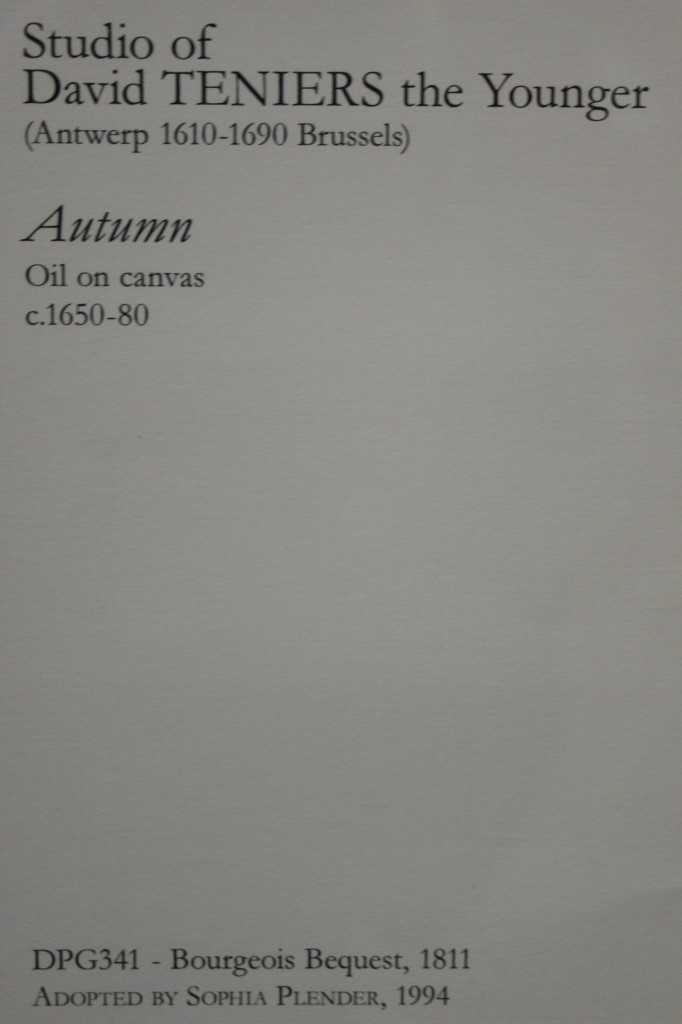 Studio of
David TENIERS the Younger
(Antwerp 1610-1690 Brussels)
Autumn
Oil on canvas
c.1650-80
DPG341 - Bourgeois Bequest, 1811
ADOPTED BY SOPHIA PLENDER, 1994